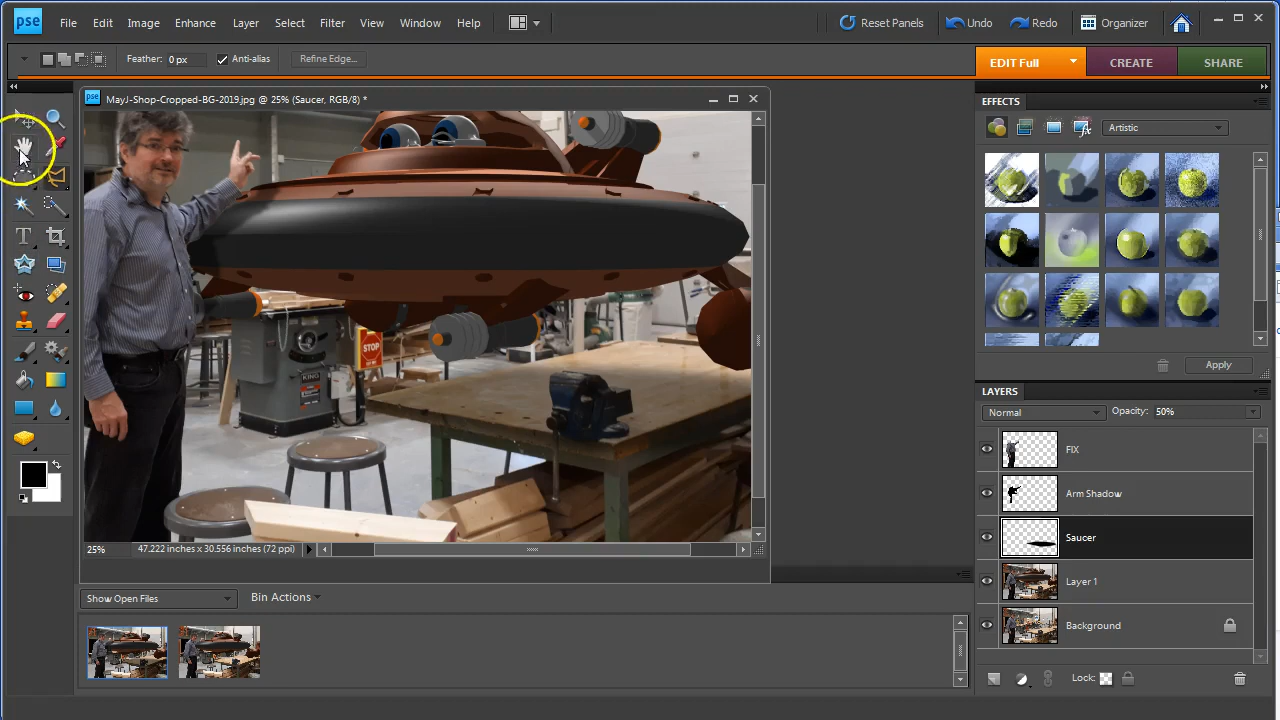 pse File Edit Image Enhance Layer Select Filter View Window Help Reset Panels Undo Redo Organizer
Feather: 0 px Anti-alias Refine Edge... EDIT Full CREATE SHARE
pse MayJ-Shop-Cropped-BG-2019.jpg @ 25% (Saucer, RGB/8) *
EFFECTS
Artistic
STOP
KING
T
Apply
LAYERS
Normal Opacity: 50%
FIX
Arm Shadow
Saucer
Layer 1
Background
25% 47.222 inches x 30.556 inches (72 ppi)
Show Open Files Bin Actions
Lock: